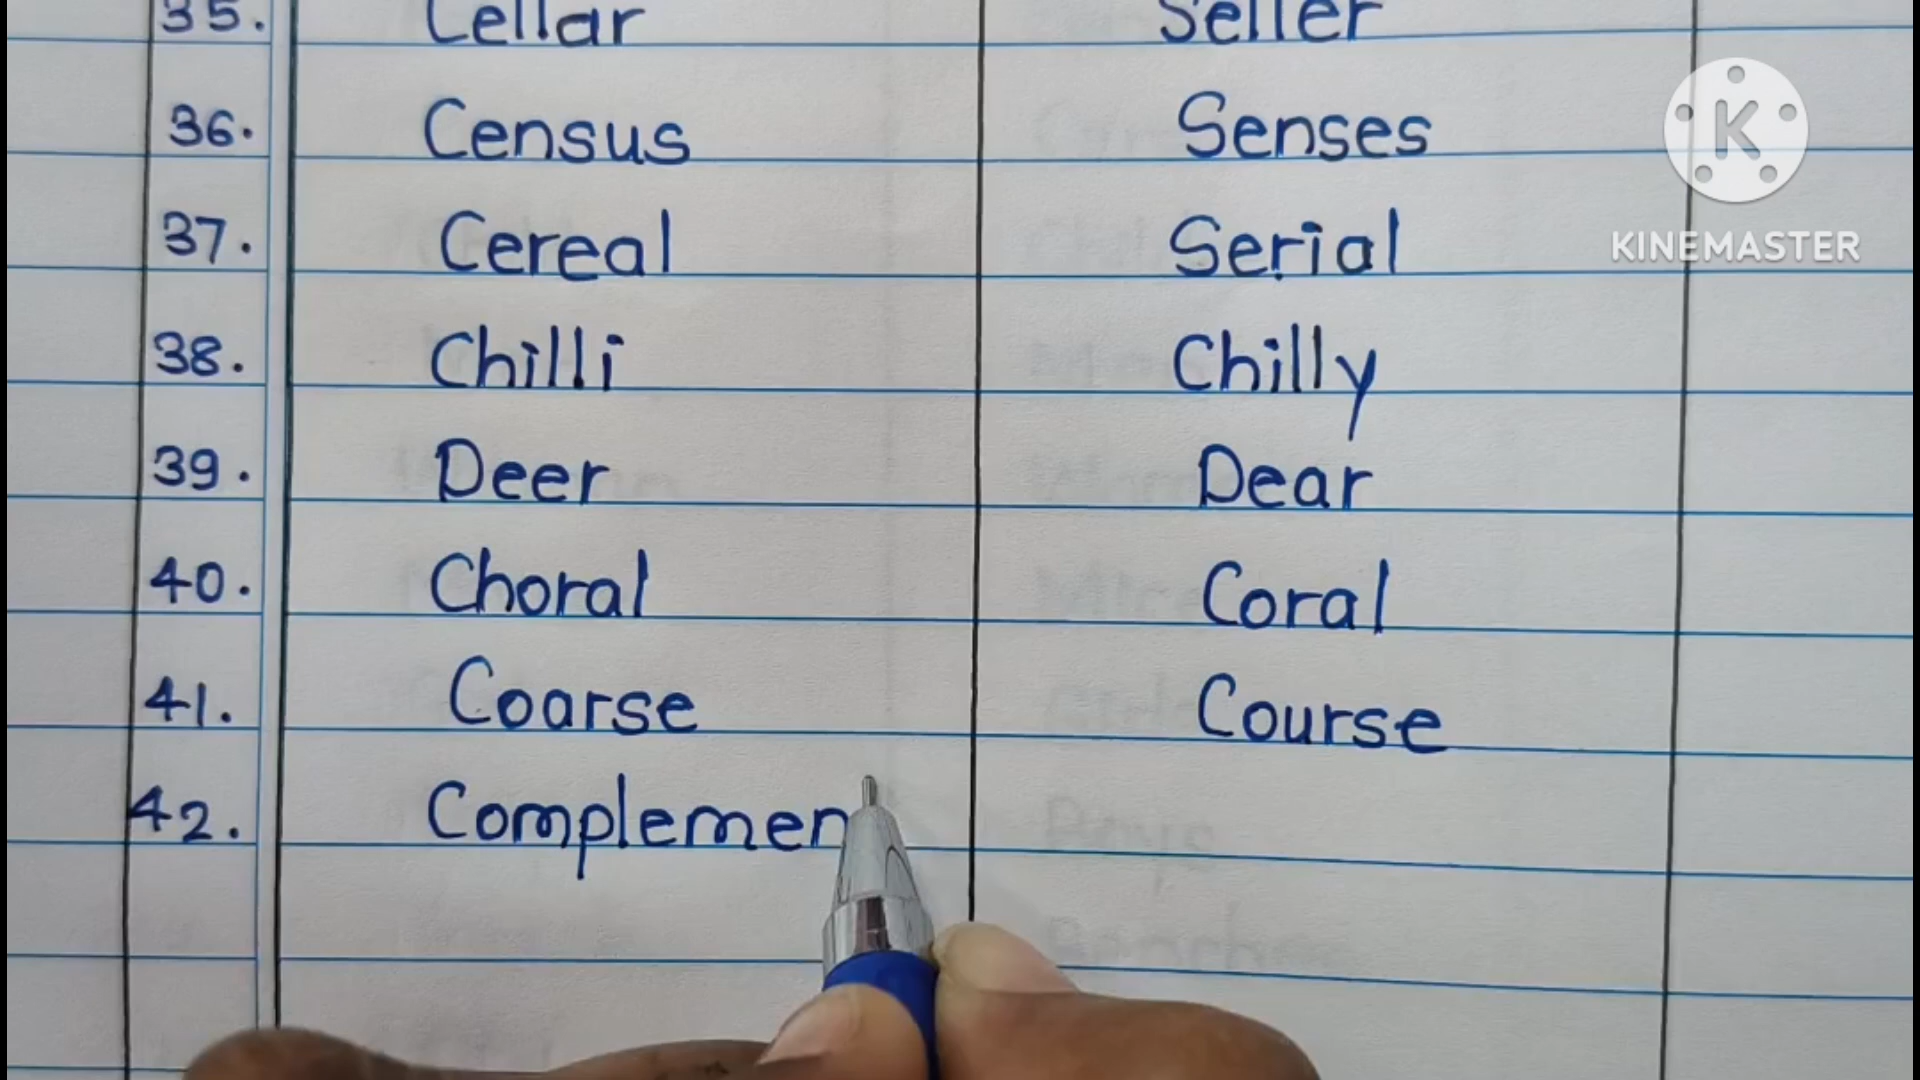 35. Cellar Seller
36. Census Senses
37. Cereal Serial
38. Chilli Chilly
39. Deer Dear
40. Choral Coral
41. Coarse Course
42. Complemen
K
KINEMASTER